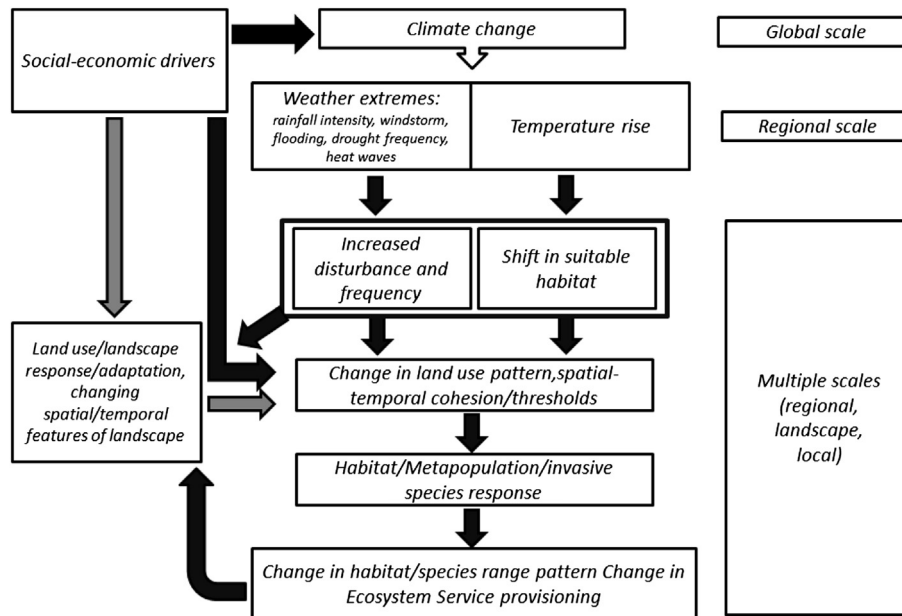 Climate change
Global scale
Social-economic drivers
Weather extremes:
rainfall intensity, windstorm,
flooding, drought frequency,
heat waves
Temperature rise
Regional scale
Increased
disturbance and
frequency
Shift in suitable
habitat
Land use/landscape
response/adaptation,
changing
spatial/temporal
features of landscape
Change in land use pattern,spatial-
temporal cohesion/thresholds
Multiple scales
(regional,
landscape,
local)
Habitat/Metapopulation/invasive
species response
Change in habitat/species range pattern Change in
Ecosystem Service provisioning